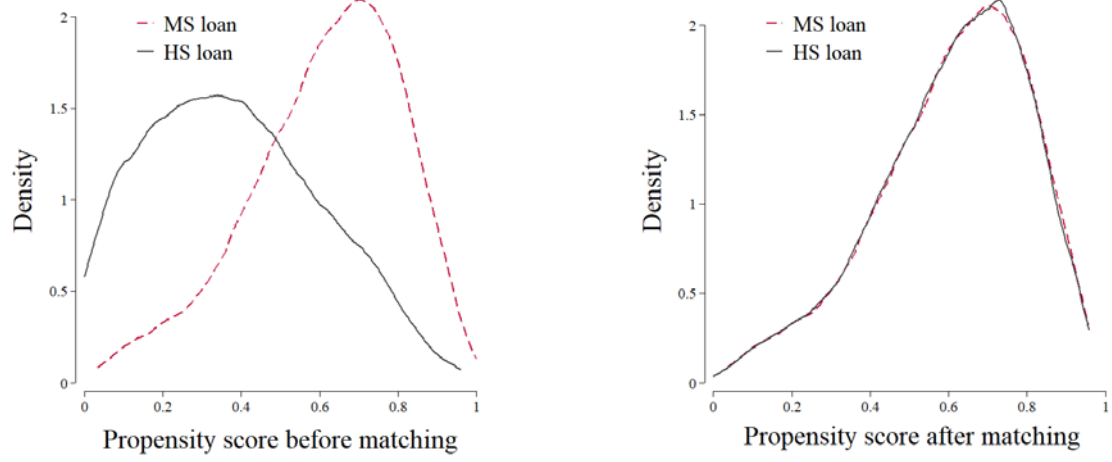 MS loan
HS loan
Density
2
1.5
1
0.5
0
0 0.2 0.4 0.6 0.8 1
Propensity score before matching
MS loan
HS loan
Density
2
1.5
1
0.5
0
0 0.2 0.4 0.6 0.8 1
Propensity score after matching